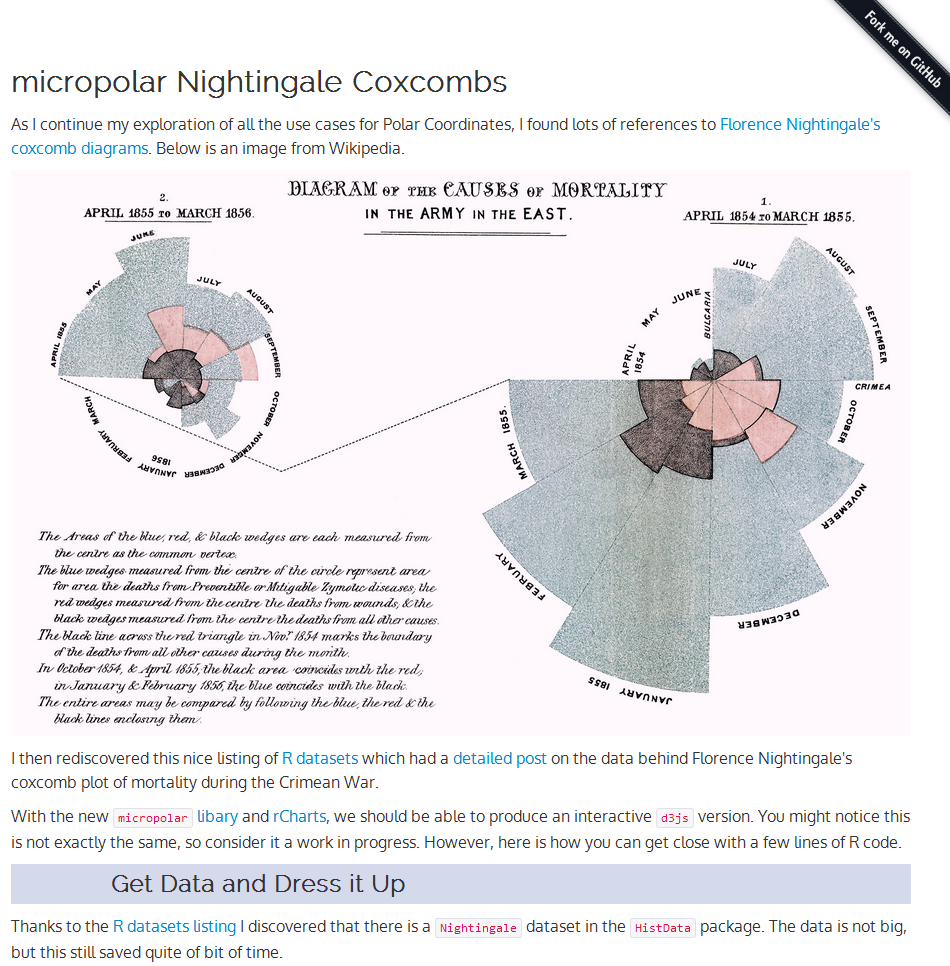 Fork me on GitHub
micropolar Nightingale Coxcombs
As I continue my exploration of all the use cases for Polar Coordinates, I found lots of references to Florence Nightingale's
coxcomb diagrams. Below is an image from Wikipedia.
DIAGRAM OF THE CAUSES OF MORTALITY
IN THE ARMY IN THE EAST.
2.
APRIL 1855 TO MARCH 1856.
1.
APRIL 1854 TO MARCH 1855.
APRIL 1855
MAY
JUNE
JULY
AUGUST
SEPTEMBER
OCTOBER
NOVEMBER
DECEMBER
JANUARY 1856
FEBRUARY
MARCH
APRIL 1854
MAY
JUNE
BULGARIA
JULY
AUGUST
SEPTEMBER
CRIMEA
OCTOBER
NOVEMBER
DECEMBER
JANUARY 1855
FEBRUARY
MARCH 1855
The Areas of the blue, red, & black wedges are each measured from
the centre as the common vertex.
The blue wedges measured from the centre of the circle represent area
for area the deaths from Preventible or Mitigable Zymotic diseases, the
red wedges measured from the centre the deaths from wounds, & the
black wedges measured from the centre the deaths from all other causes.
The black line across the red triangle in Novr 1854 marks the boundary
of the deaths from all other causes during the month.
In October 1854, & April 1855, the black area coincides with the red;
in January & February 1856, the blue coincides with the black.
The entire areas may be compared by following the blue, the red & the
black lines enclosing them.
I then rediscovered this nice listing of R datasets which had a detailed post on the data behind Florence Nightingale's
coxcomb plot of mortality during the Crimean War.
With the new micropolar libary and rCharts, we should be able to produce an interactive d3js version. You might notice this
is not exactly the same, so consider it a work in progress. However, here is how you can get close with a few lines of R code.
Get Data and Dress it Up
Thanks to the R datasets listing I discovered that there is a Nightingale dataset in the HistData package. The data is not big,
but this still saved quite of bit of time.